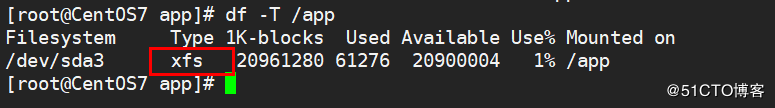 [root@CentOS7 app]# df -T /app
Filesystem     Type 1K-blocks  Used Available Use% Mounted on
/dev/sda3      xfs   20961280 61276  20900004   1% /app
[root@CentOS7 app]#
@51CTO博客